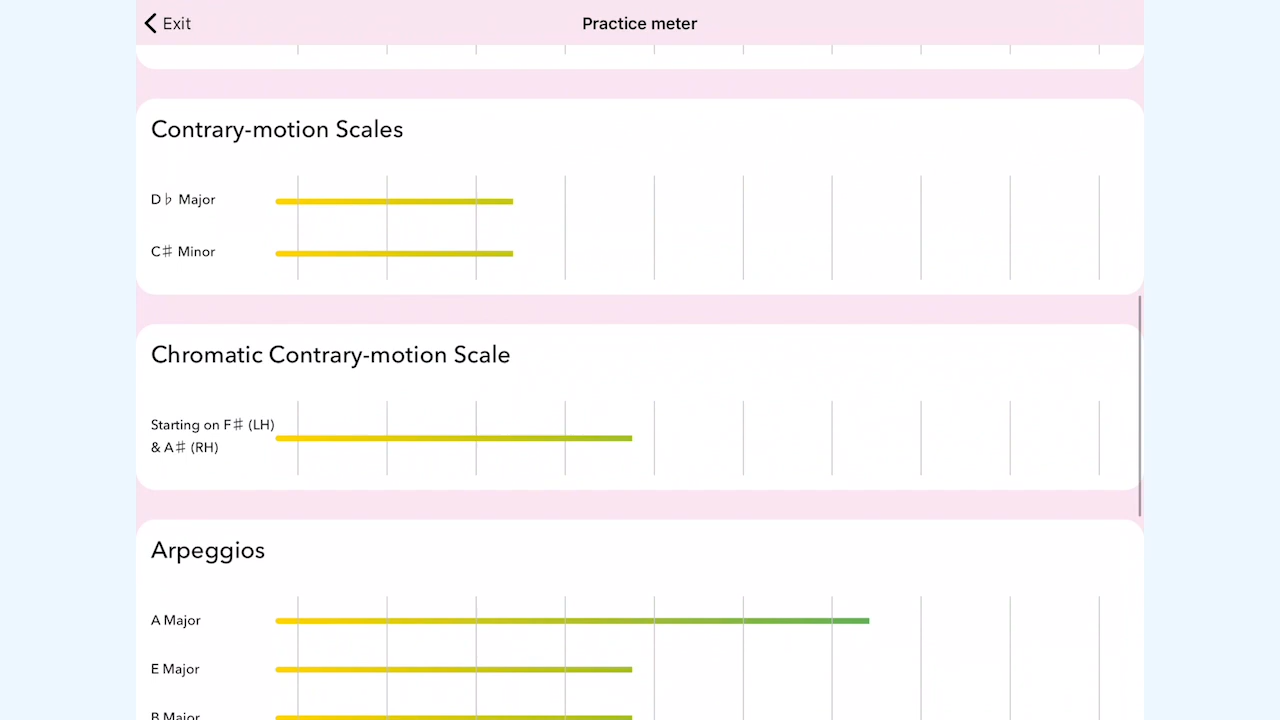 Exit
Practice meter
Contrary-motion Scales
D♭ Major
C♯ Minor
Chromatic Contrary-motion Scale
Starting on F♯ (LH)
& A♯ (RH)
Arpeggios
A Major
E Major
B Major